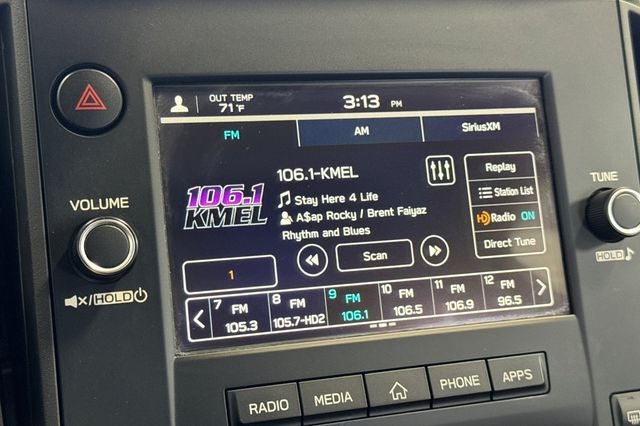 OUT TEMP
71°F
3:13 PM
FM AM SiriusXM
106.1-KMEL
106.1
KMEL
Stay Here 4 Life
A$ap Rocky / Brent Faiyaz
Rhythm and Blues
Replay
Station List
HD Radio ON
Direct Tune
1
Scan
7 FM 8 FM 9 FM 10 FM 11 FM 12 FM
105.3 105.7-HD2 106.1 106.5 106.9 96.5
VOLUME
/HOLD
TUNE
HOLD
RADIO MEDIA PHONE APPS